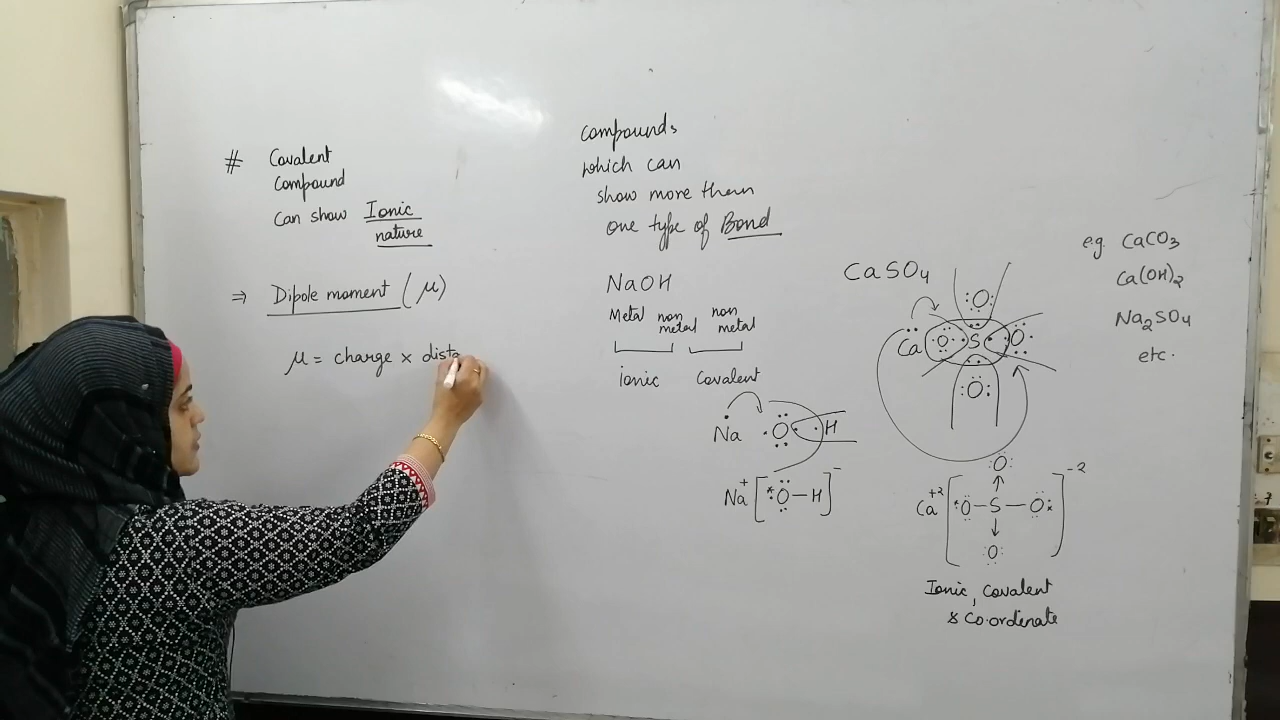 # Covalent
Compound
Can show Ionic
nature
⇒ Dipole moment (μ)
μ = charge × dista
Compounds
which can
show more than
one type of Bond
NaOH
Metal non metal non metal
ionic Covalent
Na O H
Na+ [O—H]-
CaSO4
O
Ca O S O
O
O
Ca+2 [O—S—O]-2
O
Ionic, Covalent
& Co.ordinate
eg. CaCO3
Ca(OH)2
Na2SO4
etc.